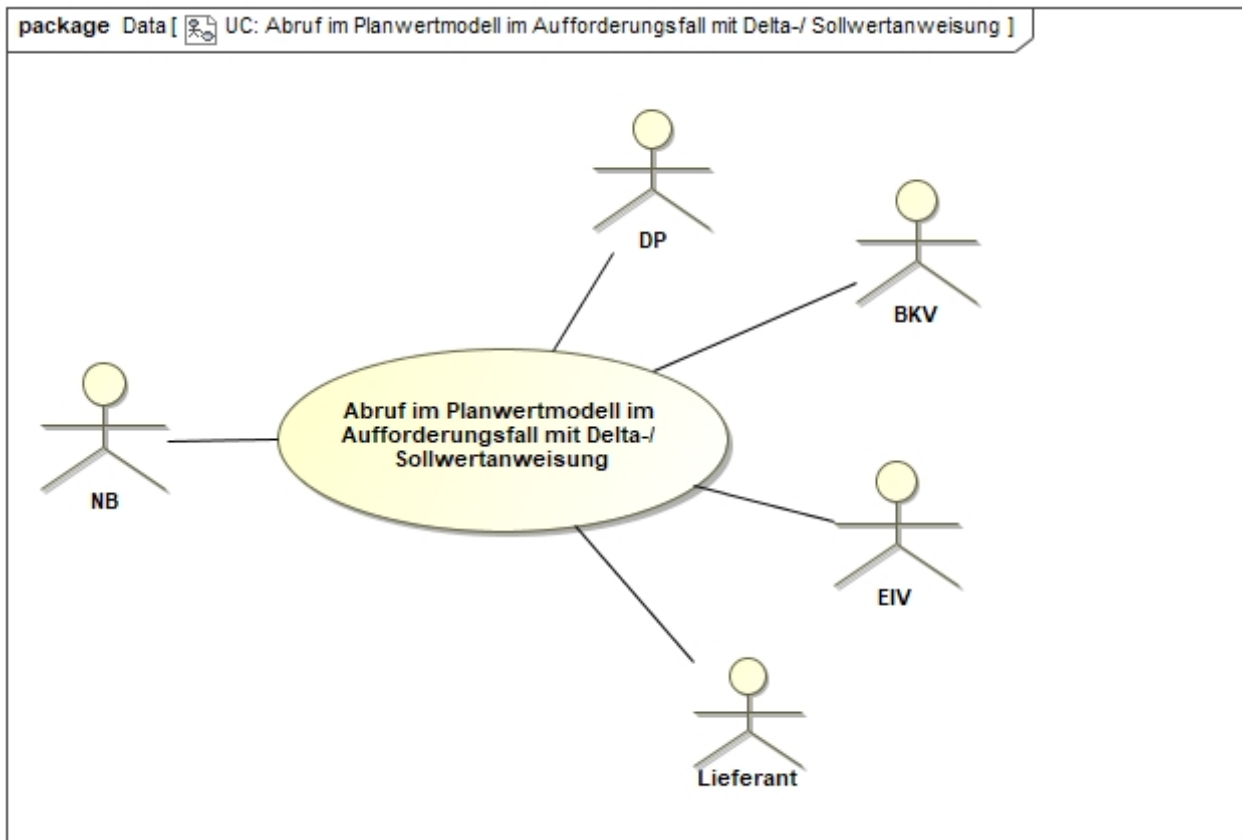 package Data [ UC: Abruf im Planwertmodell im Aufforderungsfall mit Delta-/ Sollwertanweisung ]
DP
BKV
NB
Abruf im Planwertmodell im
Aufforderungsfall mit Delta-/
Sollwertanweisung
EIV
Lieferant